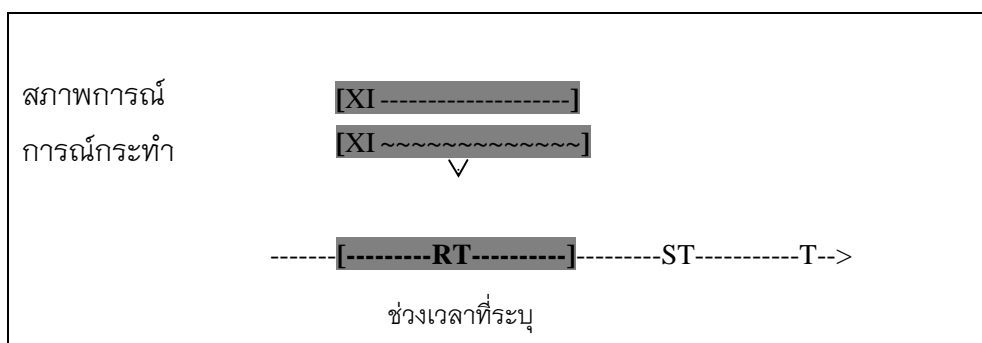 สภาพการณ์ [XI --------------------]
การณ์กระทำ [XI ~~~~~~~~~~~~~]
-------[---------RT----------]---------ST-----------T-->
ช่วงเวลาที่ระบุ